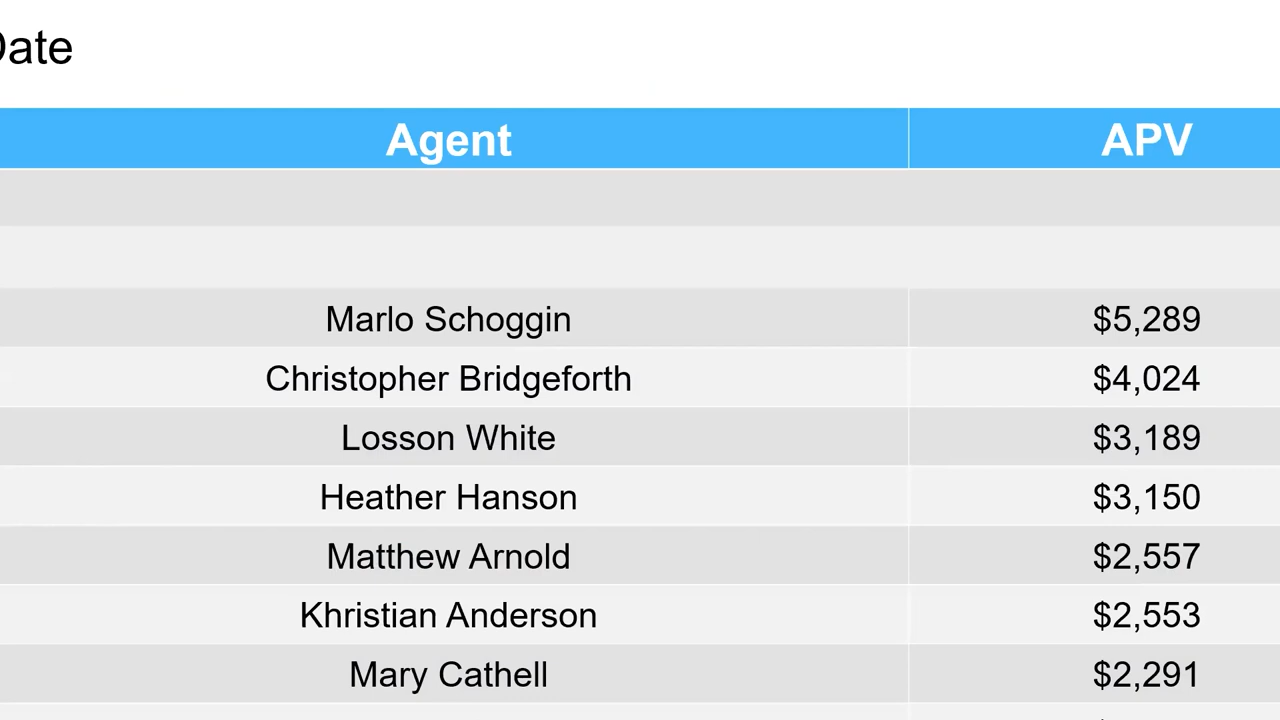 Date
Agent APV
Marlo Schoggin $5,289
Christopher Bridgeforth $4,024
Losson White $3,189
Heather Hanson $3,150
Matthew Arnold $2,557
Khristian Anderson $2,553
Mary Cathell $2,291